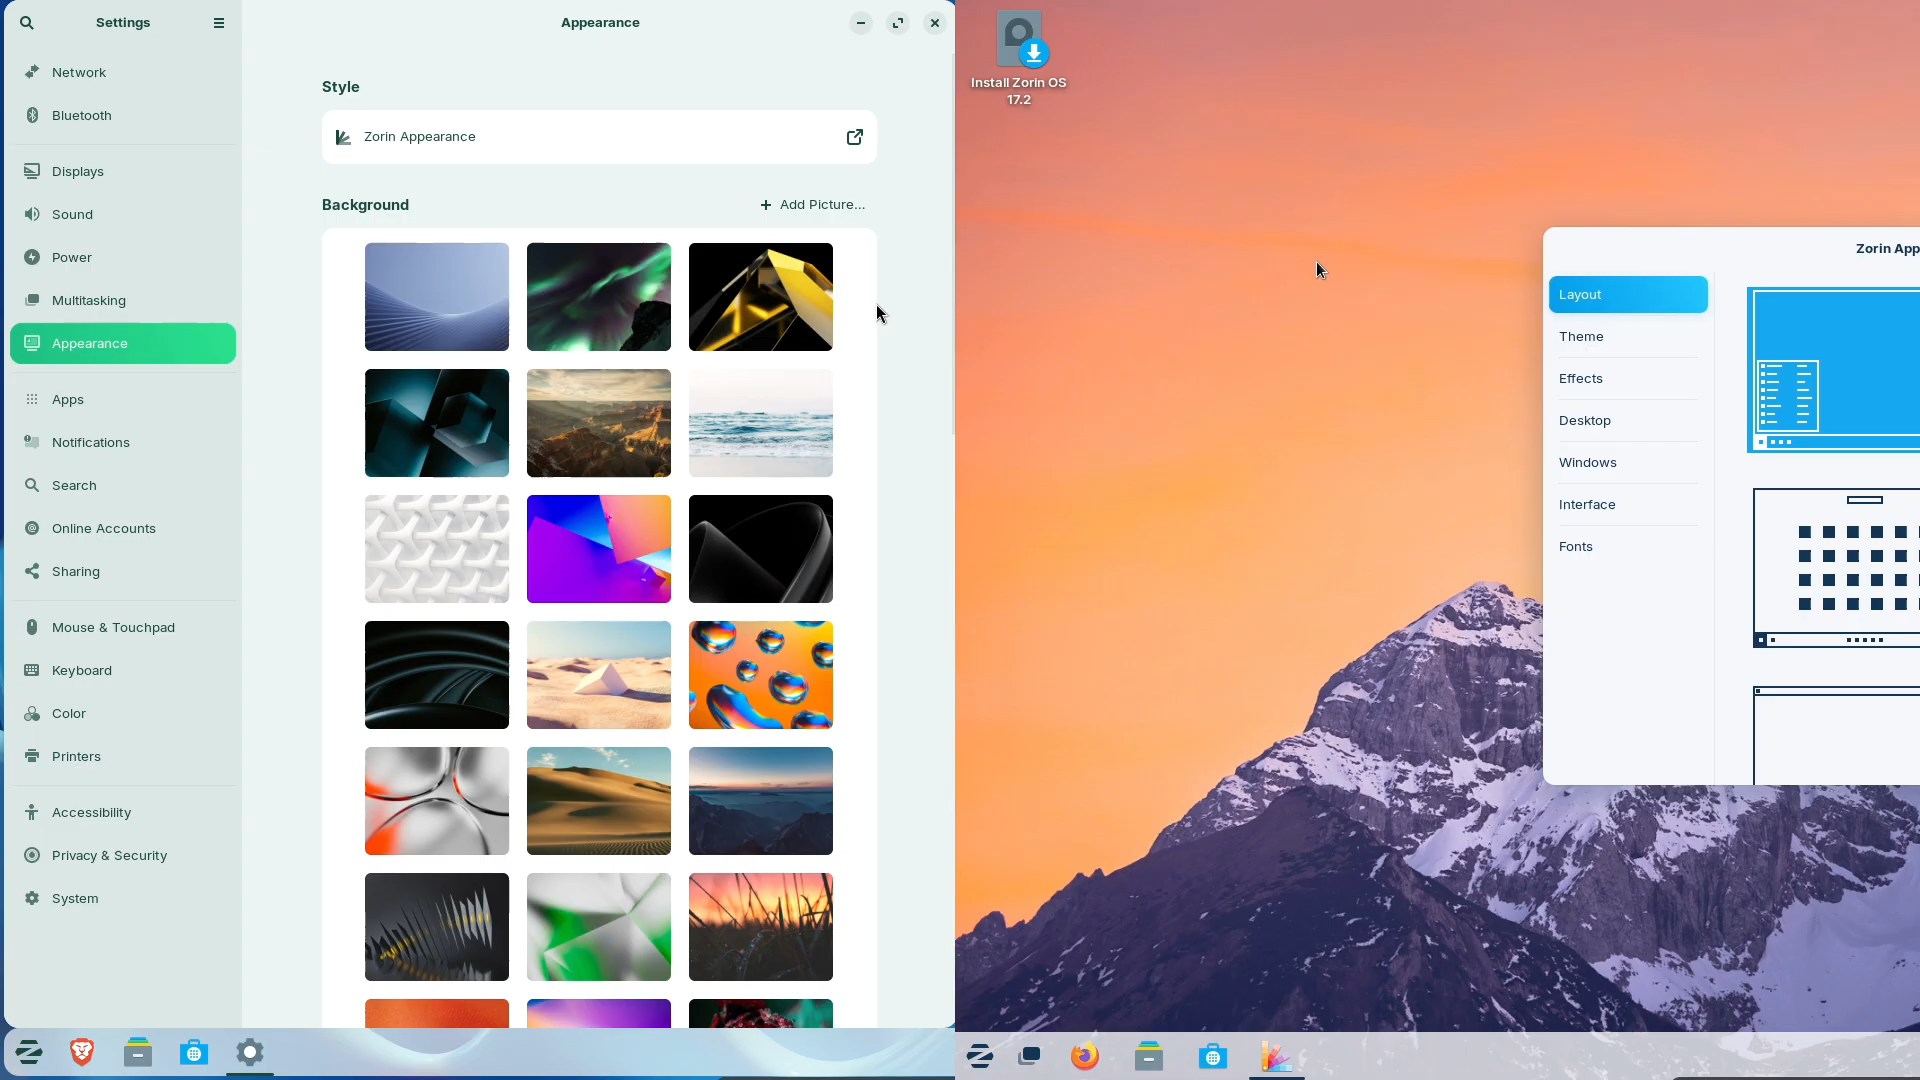 Settings
Appearance
Network
Bluetooth
Displays
Sound
Power
Multitasking
Appearance
Apps
Notifications
Search
Online Accounts
Sharing
Mouse & Touchpad
Keyboard
Color
Printers
Accessibility
Privacy & Security
System
Style
Zorin Appearance
Background
Add Picture...
Install Zorin OS
17.2
Zorin App
Layout
Theme
Effects
Desktop
Windows
Interface
Fonts